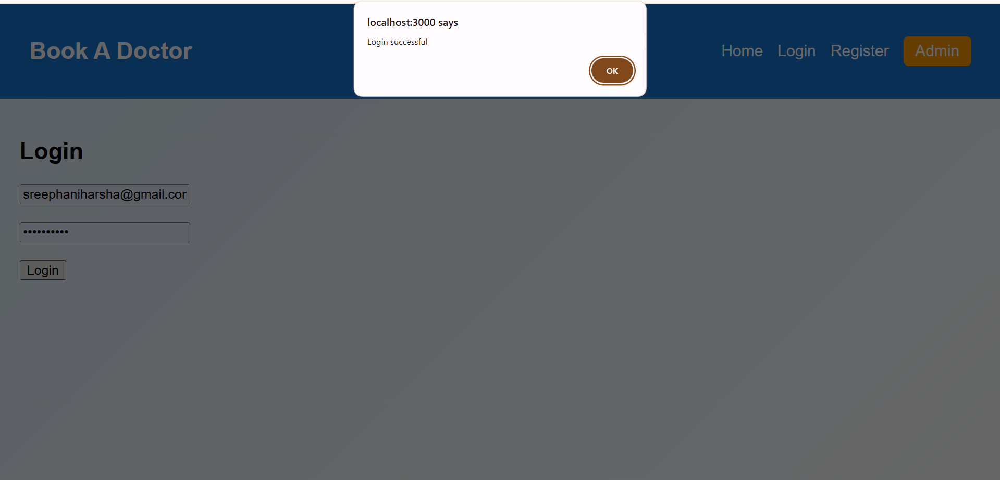 localhost:3000 says
Login successful
OK
Book A Doctor
Home Login Register Admin
Login
sreephaniharsha@gmail.cor
••••••••••
Login